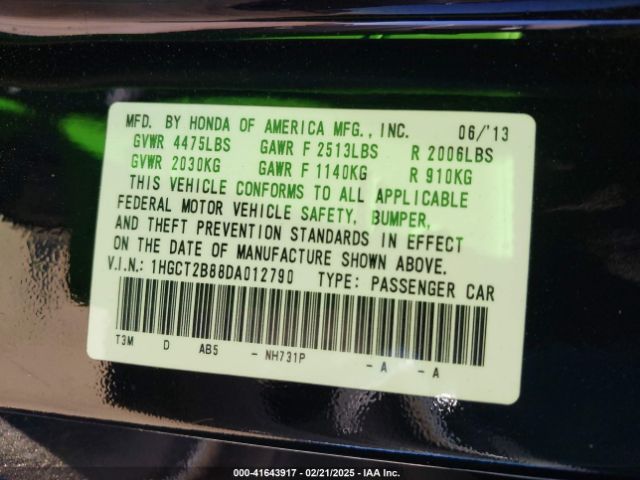 MFD. BY HONDA OF AMERICA MFG., INC. 06/'13
GVWR 4475LBS GAWR F 2513LBS R 2006LBS
GVWR 2030KG GAWR F 1140KG R 910KG
THIS VEHICLE CONFORMS TO ALL APPLICABLE
FEDERAL MOTOR VEHICLE SAFETY, BUMPER,
AND THEFT PREVENTION STANDARDS IN EFFECT
ON THE DATE OF MANUFACTURE SHOWN ABOVE.
V.I.N.: 1HGCT2B88DA012790 TYPE: PASSENGER CAR
T3M D AB5 - NH731P - A - A
000-41643917 - 02/21/2025 - IAA Inc.